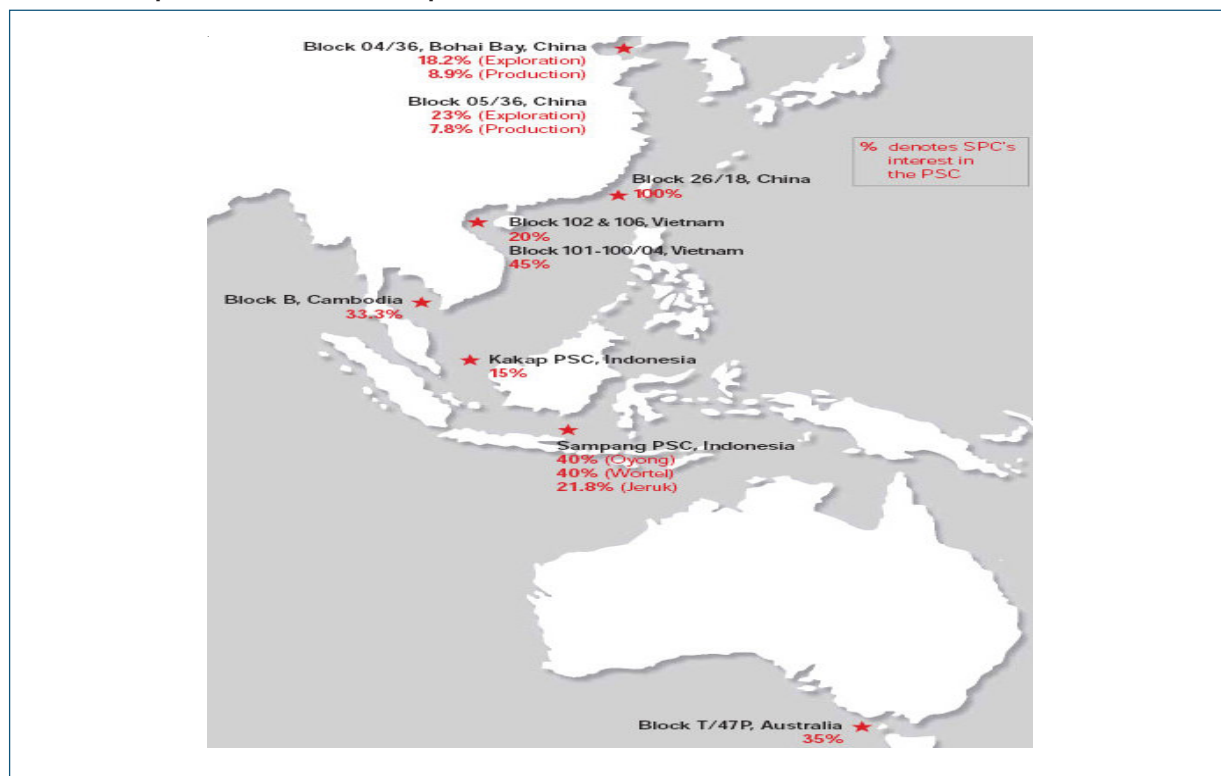 Block 04/36, Bohai Bay, China
18.2% (Exploration)
8.9% (Production)
Block 05/36, China
23% (Exploration)
7.8% (Production)
% denotes SPC's
interest in
the PSC
Block 26/18, China
100%
Block 102 & 106, Vietnam
20%
Block 101-100/04, Vietnam
45%
Block B, Cambodia
33.3%
Kakap PSC, Indonesia
15%
Sampang PSC, Indonesia
40% (Oyong)
40% (Wortel)
21.8% (Jeruk)
Block T/47P, Australia
35%